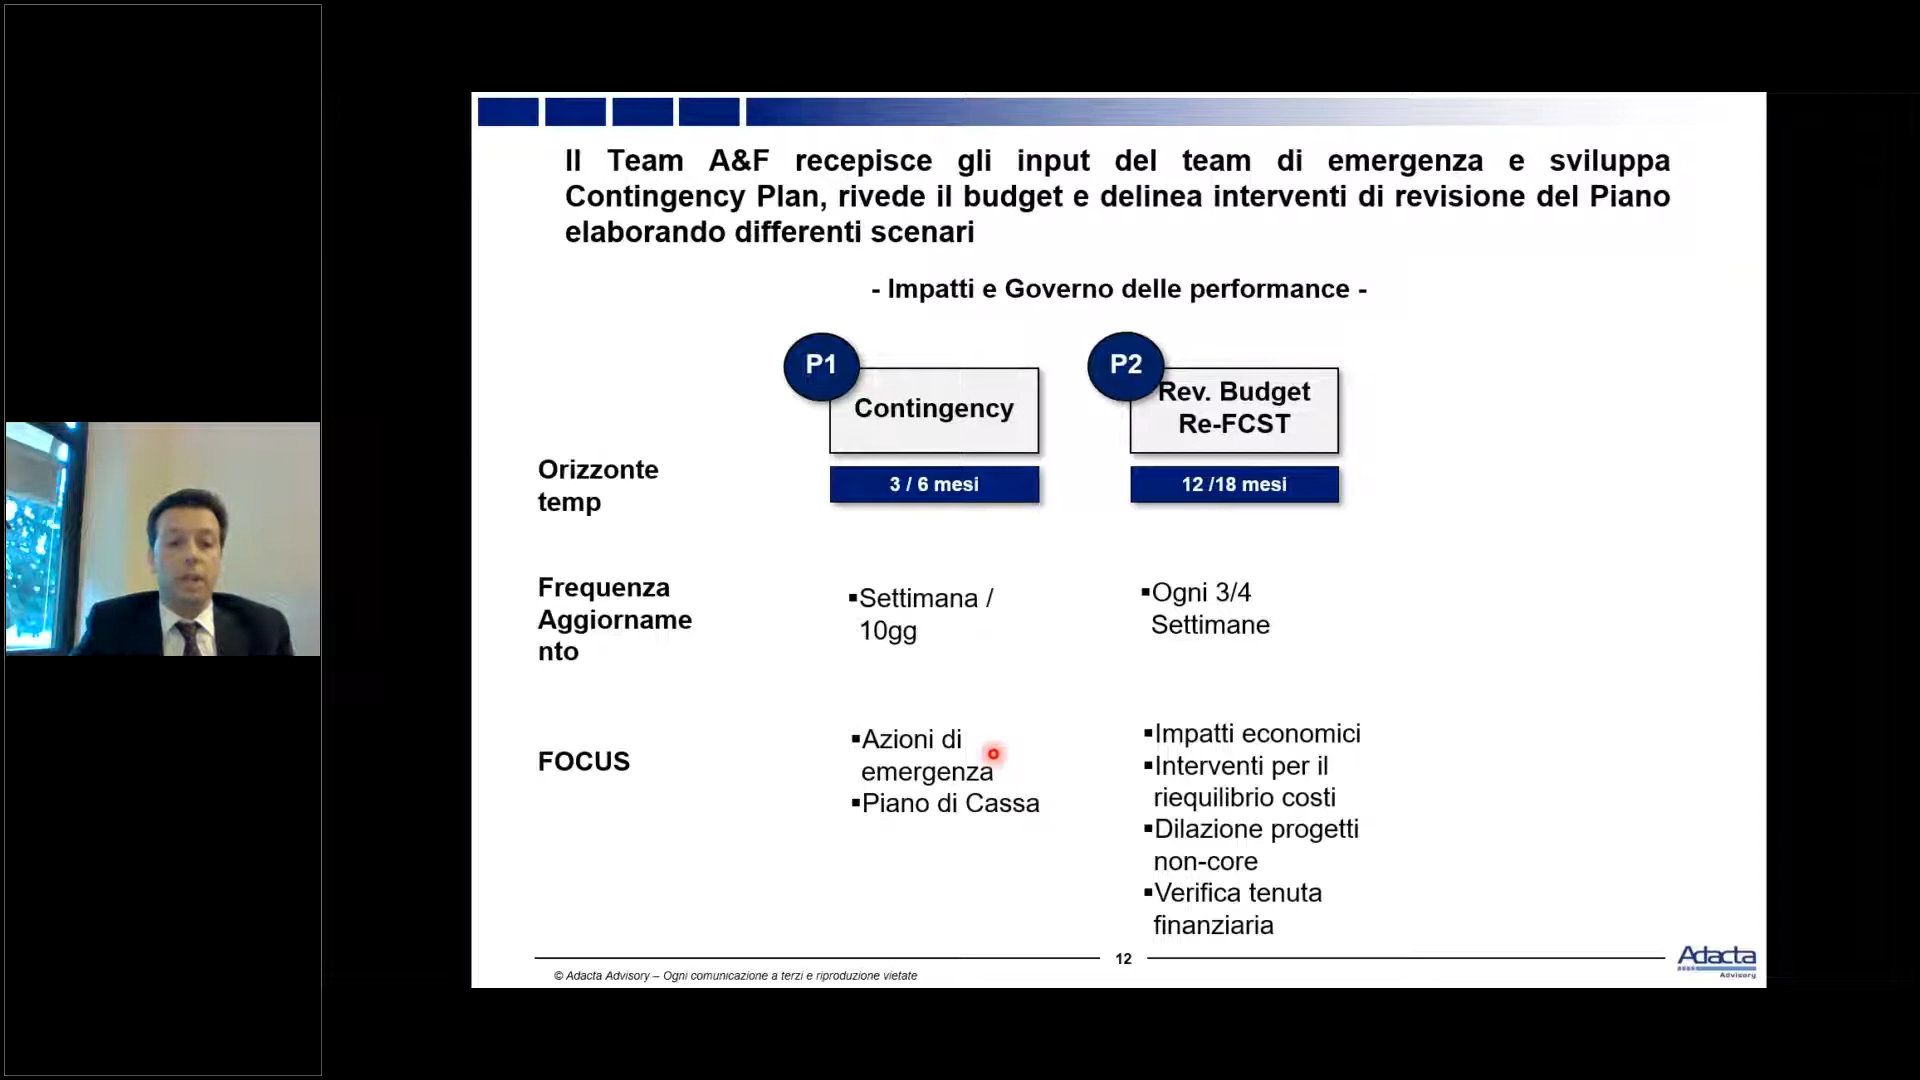 Il Team A&F recepisce gli input del team di emergenza e sviluppa
Contingency Plan, rivede il budget e delinea interventi di revisione del Piano
elaborando differenti scenari
- Impatti e Governo delle performance -
P1
Contingency
P2
Rev. Budget
Re-FCST
Orizzonte
temp
3 / 6 mesi
12 /18 mesi
Frequenza
Aggiorname
nto
▪Settimana /
10gg
▪Ogni 3/4
Settimane
FOCUS
▪Azioni di
emergenza
▪Piano di Cassa
▪Impatti economici
▪Interventi per il
riequilibrio costi
▪Dilazione progetti
non-core
▪Verifica tenuta
finanziaria
12
© Adacta Advisory – Ogni comunicazione a terzi e riproduzione vietate
Adacta
Advisory